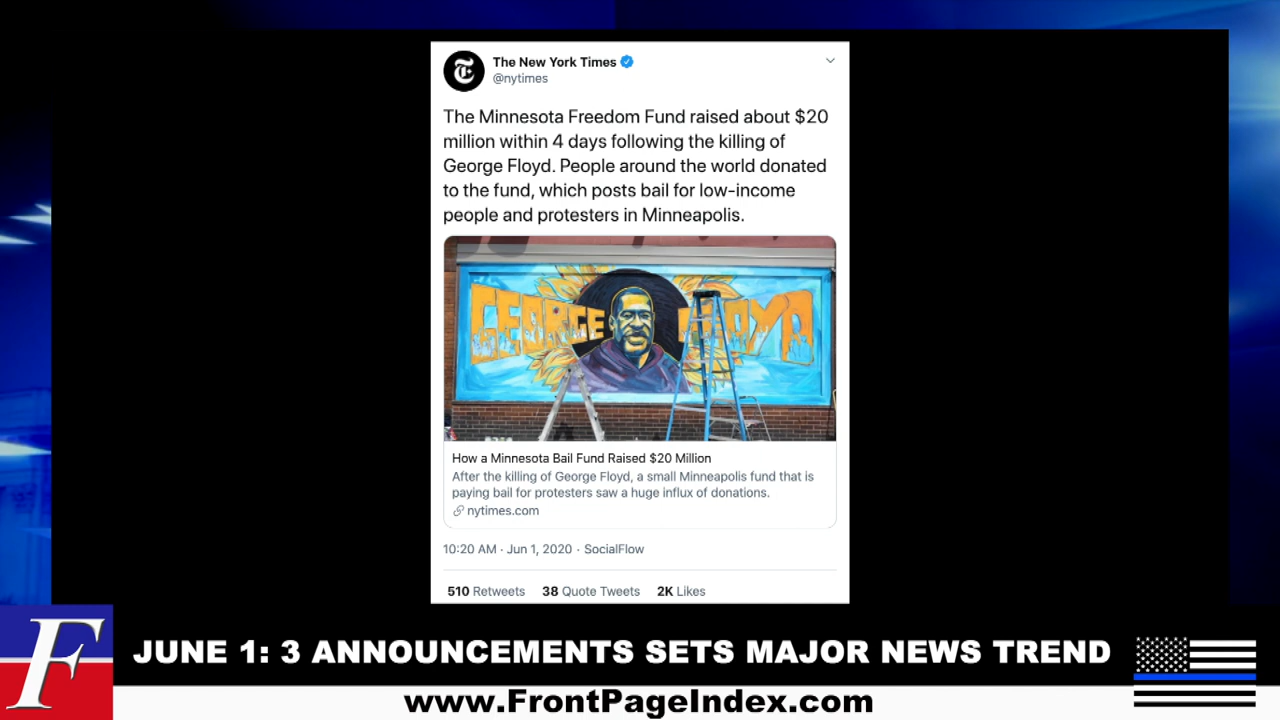 The New York Times
@nytimes
The Minnesota Freedom Fund raised about $20
million within 4 days following the killing of
George Floyd. People around the world donated
to the fund, which posts bail for low-income
people and protesters in Minneapolis.
GEORGE FLOYD
How a Minnesota Bail Fund Raised $20 Million
After the killing of George Floyd, a small Minneapolis fund that is
paying bail for protesters saw a huge influx of donations.
nytimes.com
10:20 AM · Jun 1, 2020 · SocialFlow
510 Retweets 38 Quote Tweets 2K Likes
F
JUNE 1: 3 ANNOUNCEMENTS SETS MAJOR NEWS TREND
www.FrontPageIndex.com